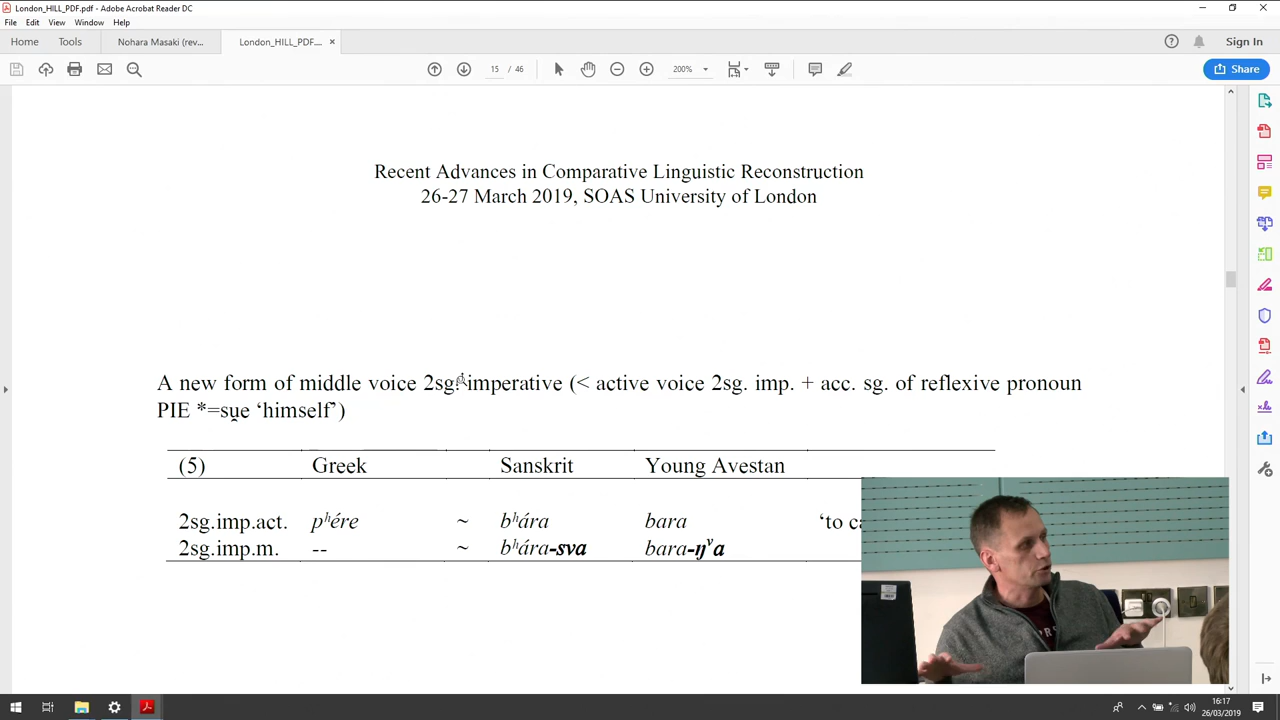 London_HILL_PDF.pdf - Adobe Acrobat Reader DC
File Edit View Window Help
Home Tools Nohara Masaki (rev... London_HILL_PDF.... × Sign In
15 / 46 200% Share
Recent Advances in Comparative Linguistic Reconstruction
26-27 March 2019, SOAS University of London
A new form of middle voice 2sg. imperative (< active voice 2sg. imp. + acc. sg. of reflexive pronoun
PIE *=su̯e ‘himself’)
(5) Greek Sanskrit Young Avestan
2sg.imp.act. pʰére ~ bʰára bara ‘to
2sg.imp.m. -- ~ bʰára-sva bara-ŋᵛa
16:17
26/03/2019